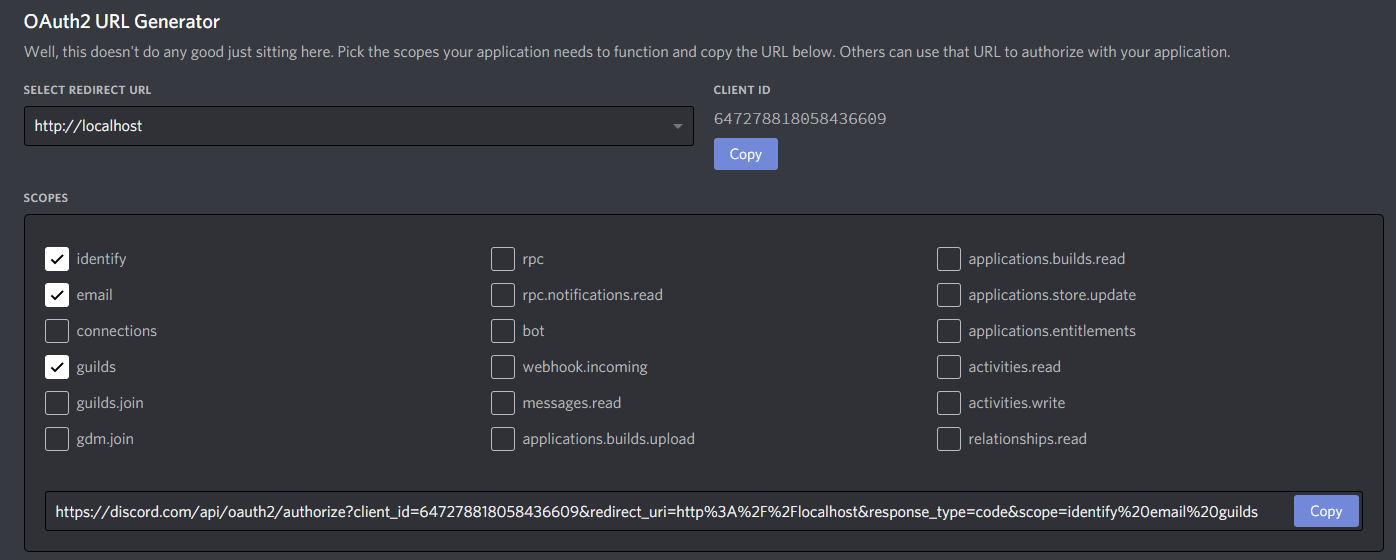 OAuth2 URL Generator
Well, this doesn't do any good just sitting here. Pick the scopes your application needs to function and copy the URL below. Others can use that URL to authorize with your application.
SELECT REDIRECT URL
http://localhost
CLIENT ID
647278818058436609
Copy
SCOPES
identify
email
connections
guilds
guilds.join
gdm.join
rpc
rpc.notifications.read
bot
webhook.incoming
messages.read
applications.builds.upload
applications.builds.read
applications.store.update
applications.entitlements
activities.read
activities.write
relationships.read
https://discord.com/api/oauth2/authorize?client_id=647278818058436609&redirect_uri=http%3A%2F%2Flocalhost&response_type=code&scope=identify%20email%20guilds
Copy